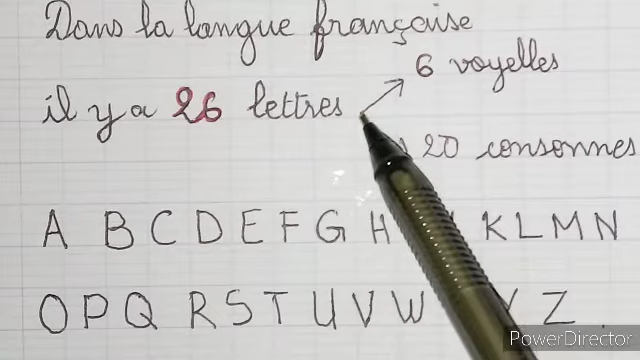 Dans la langue française
6 voyelles
il y a 26 lettres
20 consonnes
A B C D E F G H K L M N
O P Q R S T U V W Y Z .
PowerDirector